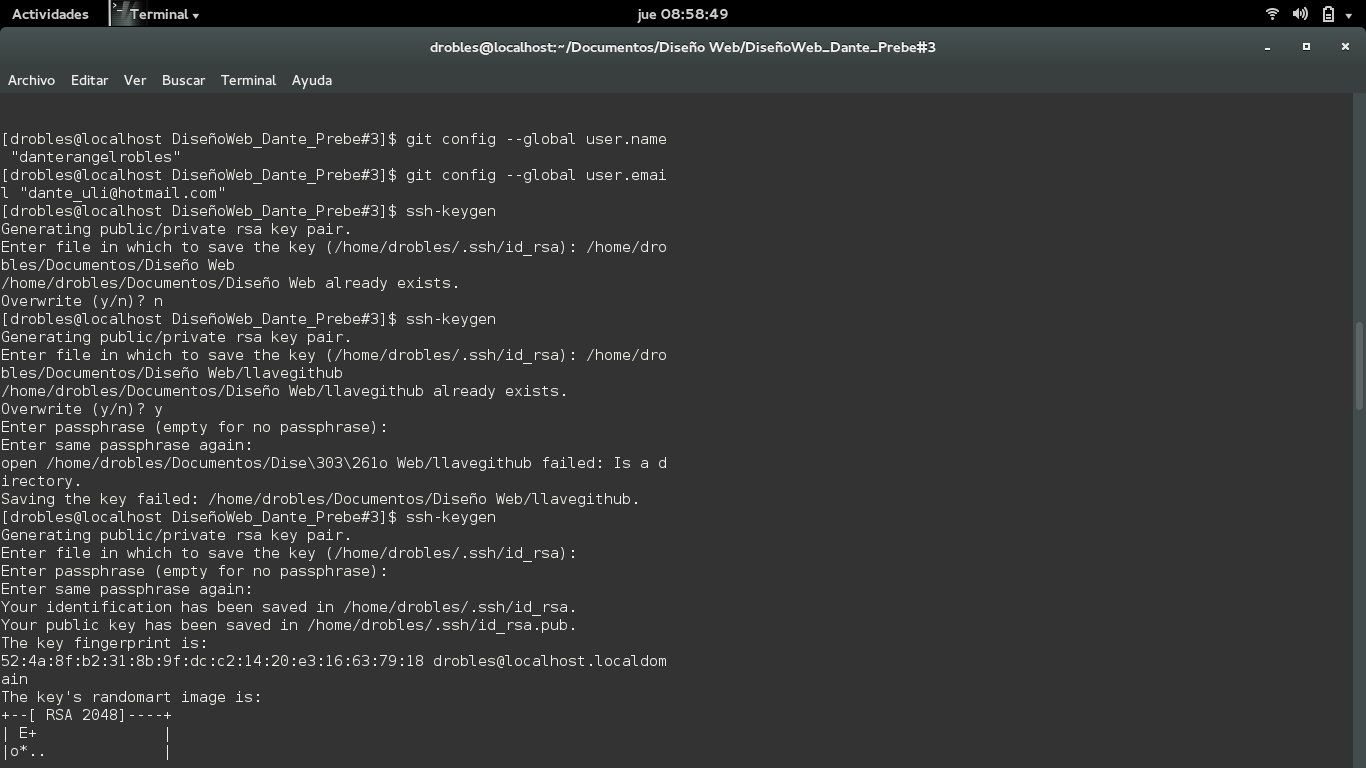 Actividades
Terminal
jue 08:58:49
drobles@localhost:~/Documentos/Diseño Web/DiseñoWeb_Dante_Prebe#3
Archivo Editar Ver Buscar Terminal Ayuda
[drobles@localhost DiseñoWeb_Dante_Prebe#3]$ git config --global user.name
"danterangelrobles"
[drobles@localhost DiseñoWeb_Dante_Prebe#3]$ git config --global user.emai
l "dante_uli@hotmail.com"
[drobles@localhost DiseñoWeb_Dante_Prebe#3]$ ssh-keygen
Generating public/private rsa key pair.
Enter file in which to save the key (/home/drobles/.ssh/id_rsa): /home/dro
bles/Documentos/Diseño Web
/home/drobles/Documentos/Diseño Web already exists.
Overwrite (y/n)? n
[drobles@localhost DiseñoWeb_Dante_Prebe#3]$ ssh-keygen
Generating public/private rsa key pair.
Enter file in which to save the key (/home/drobles/.ssh/id_rsa): /home/dro
bles/Documentos/Diseño Web/llavegithub
/home/drobles/Documentos/Diseño Web/llavegithub already exists.
Overwrite (y/n)? y
Enter passphrase (empty for no passphrase):
Enter same passphrase again:
open /home/drobles/Documentos/Dise\303\261o Web/llavegithub failed: Is a d
irectory.
Saving the key failed: /home/drobles/Documentos/Diseño Web/llavegithub.
[drobles@localhost DiseñoWeb_Dante_Prebe#3]$ ssh-keygen
Generating public/private rsa key pair.
Enter file in which to save the key (/home/drobles/.ssh/id_rsa):
Enter passphrase (empty for no passphrase):
Enter same passphrase again:
Your identification has been saved in /home/drobles/.ssh/id_rsa.
Your public key has been saved in /home/drobles/.ssh/id_rsa.pub.
The key fingerprint is:
52:4a:8f:b2:31:8b:9f:dc:c2:14:20:e3:16:63:79:18 drobles@localhost.localdom
ain
The key's randomart image is:
+--[ RSA 2048]----+
| E+              |
|o*..             |